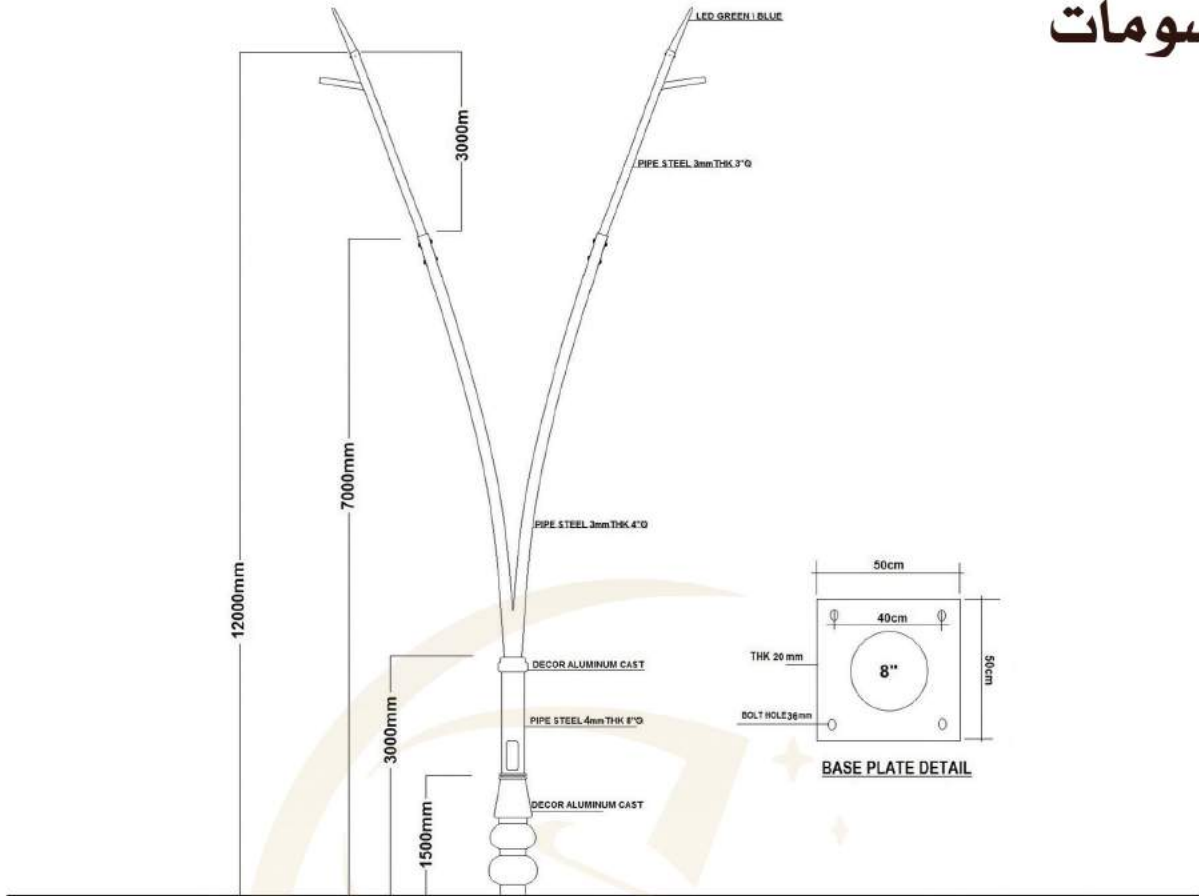 LED GREEN \ BLUE
3000m
PIPE STEEL 3mm THK 3"Q
7000mm
12000mm
PIPE STEEL 3mm THK 4"Q
DECOR ALUMINUM CAST
3000mm
PIPE STEEL 4mm THK 8"Q
1500mm
DECOR ALUMINUM CAST
50cm
40cm
THK 20 mm
8"
50cm
BOLT HOLE 36mm
BASE PLATE DETAIL